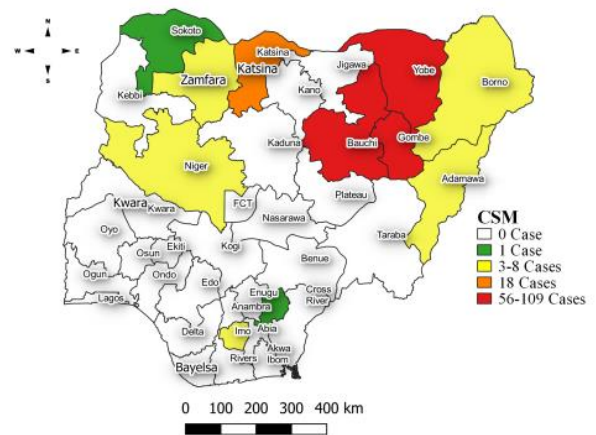 N
W E
S
Sokoto
Katsina
Zamfara
Katsina
Jigawa
Yobe
Borno
Kebbi
Kano
Kaduna
Bauchi
Gombe
Niger
Adamawa
FCT
Plateau
Kwara
Kwara
Nasarawa
Oyo
Taraba
Ekiti
Kogi
Osun
Benue
Ogun
Ondo
Edo
Enugu
Cross
River
Lagos
Anambra
Delta
Imo
Abia
Akwa
Ibom
Rivers
Bayelsa
CSM
0 Case
1 Case
3-8 Cases
18 Cases
56-109 Cases
0 100 200 300 400 km